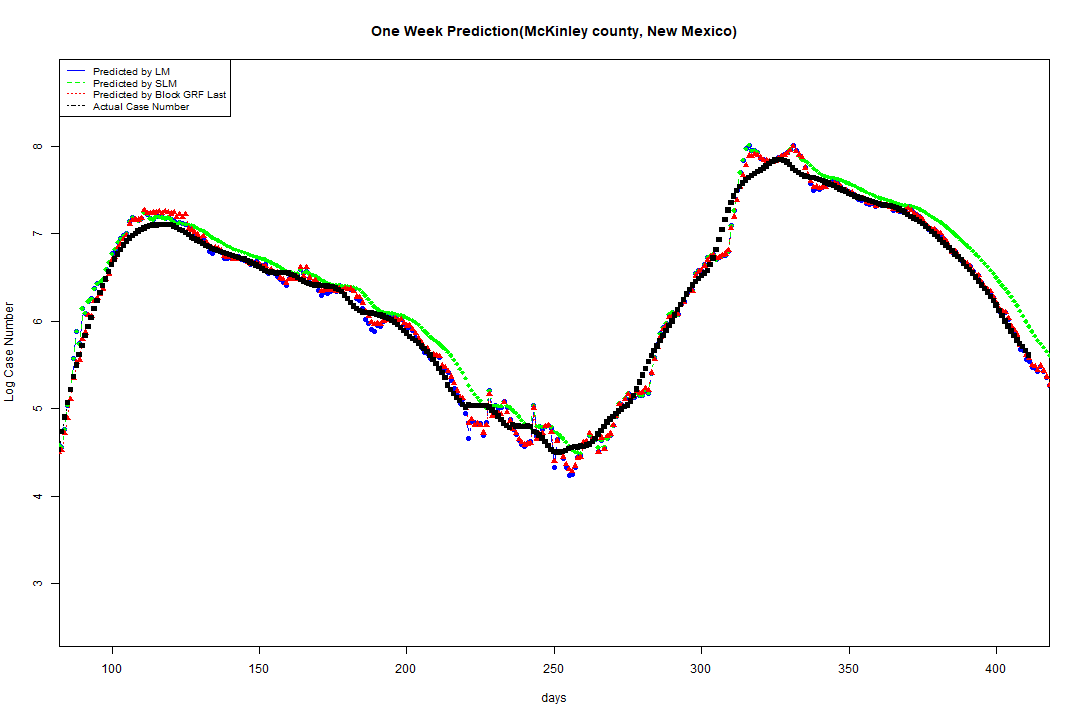 One Week Prediction(McKinley county, New Mexico)
Predicted by LM
Predicted by SLM
Predicted by Block GRF Last
Actual Case Number
8
7
6
5
4
3
Log Case Number
100 150 200 250 300 350 400
days